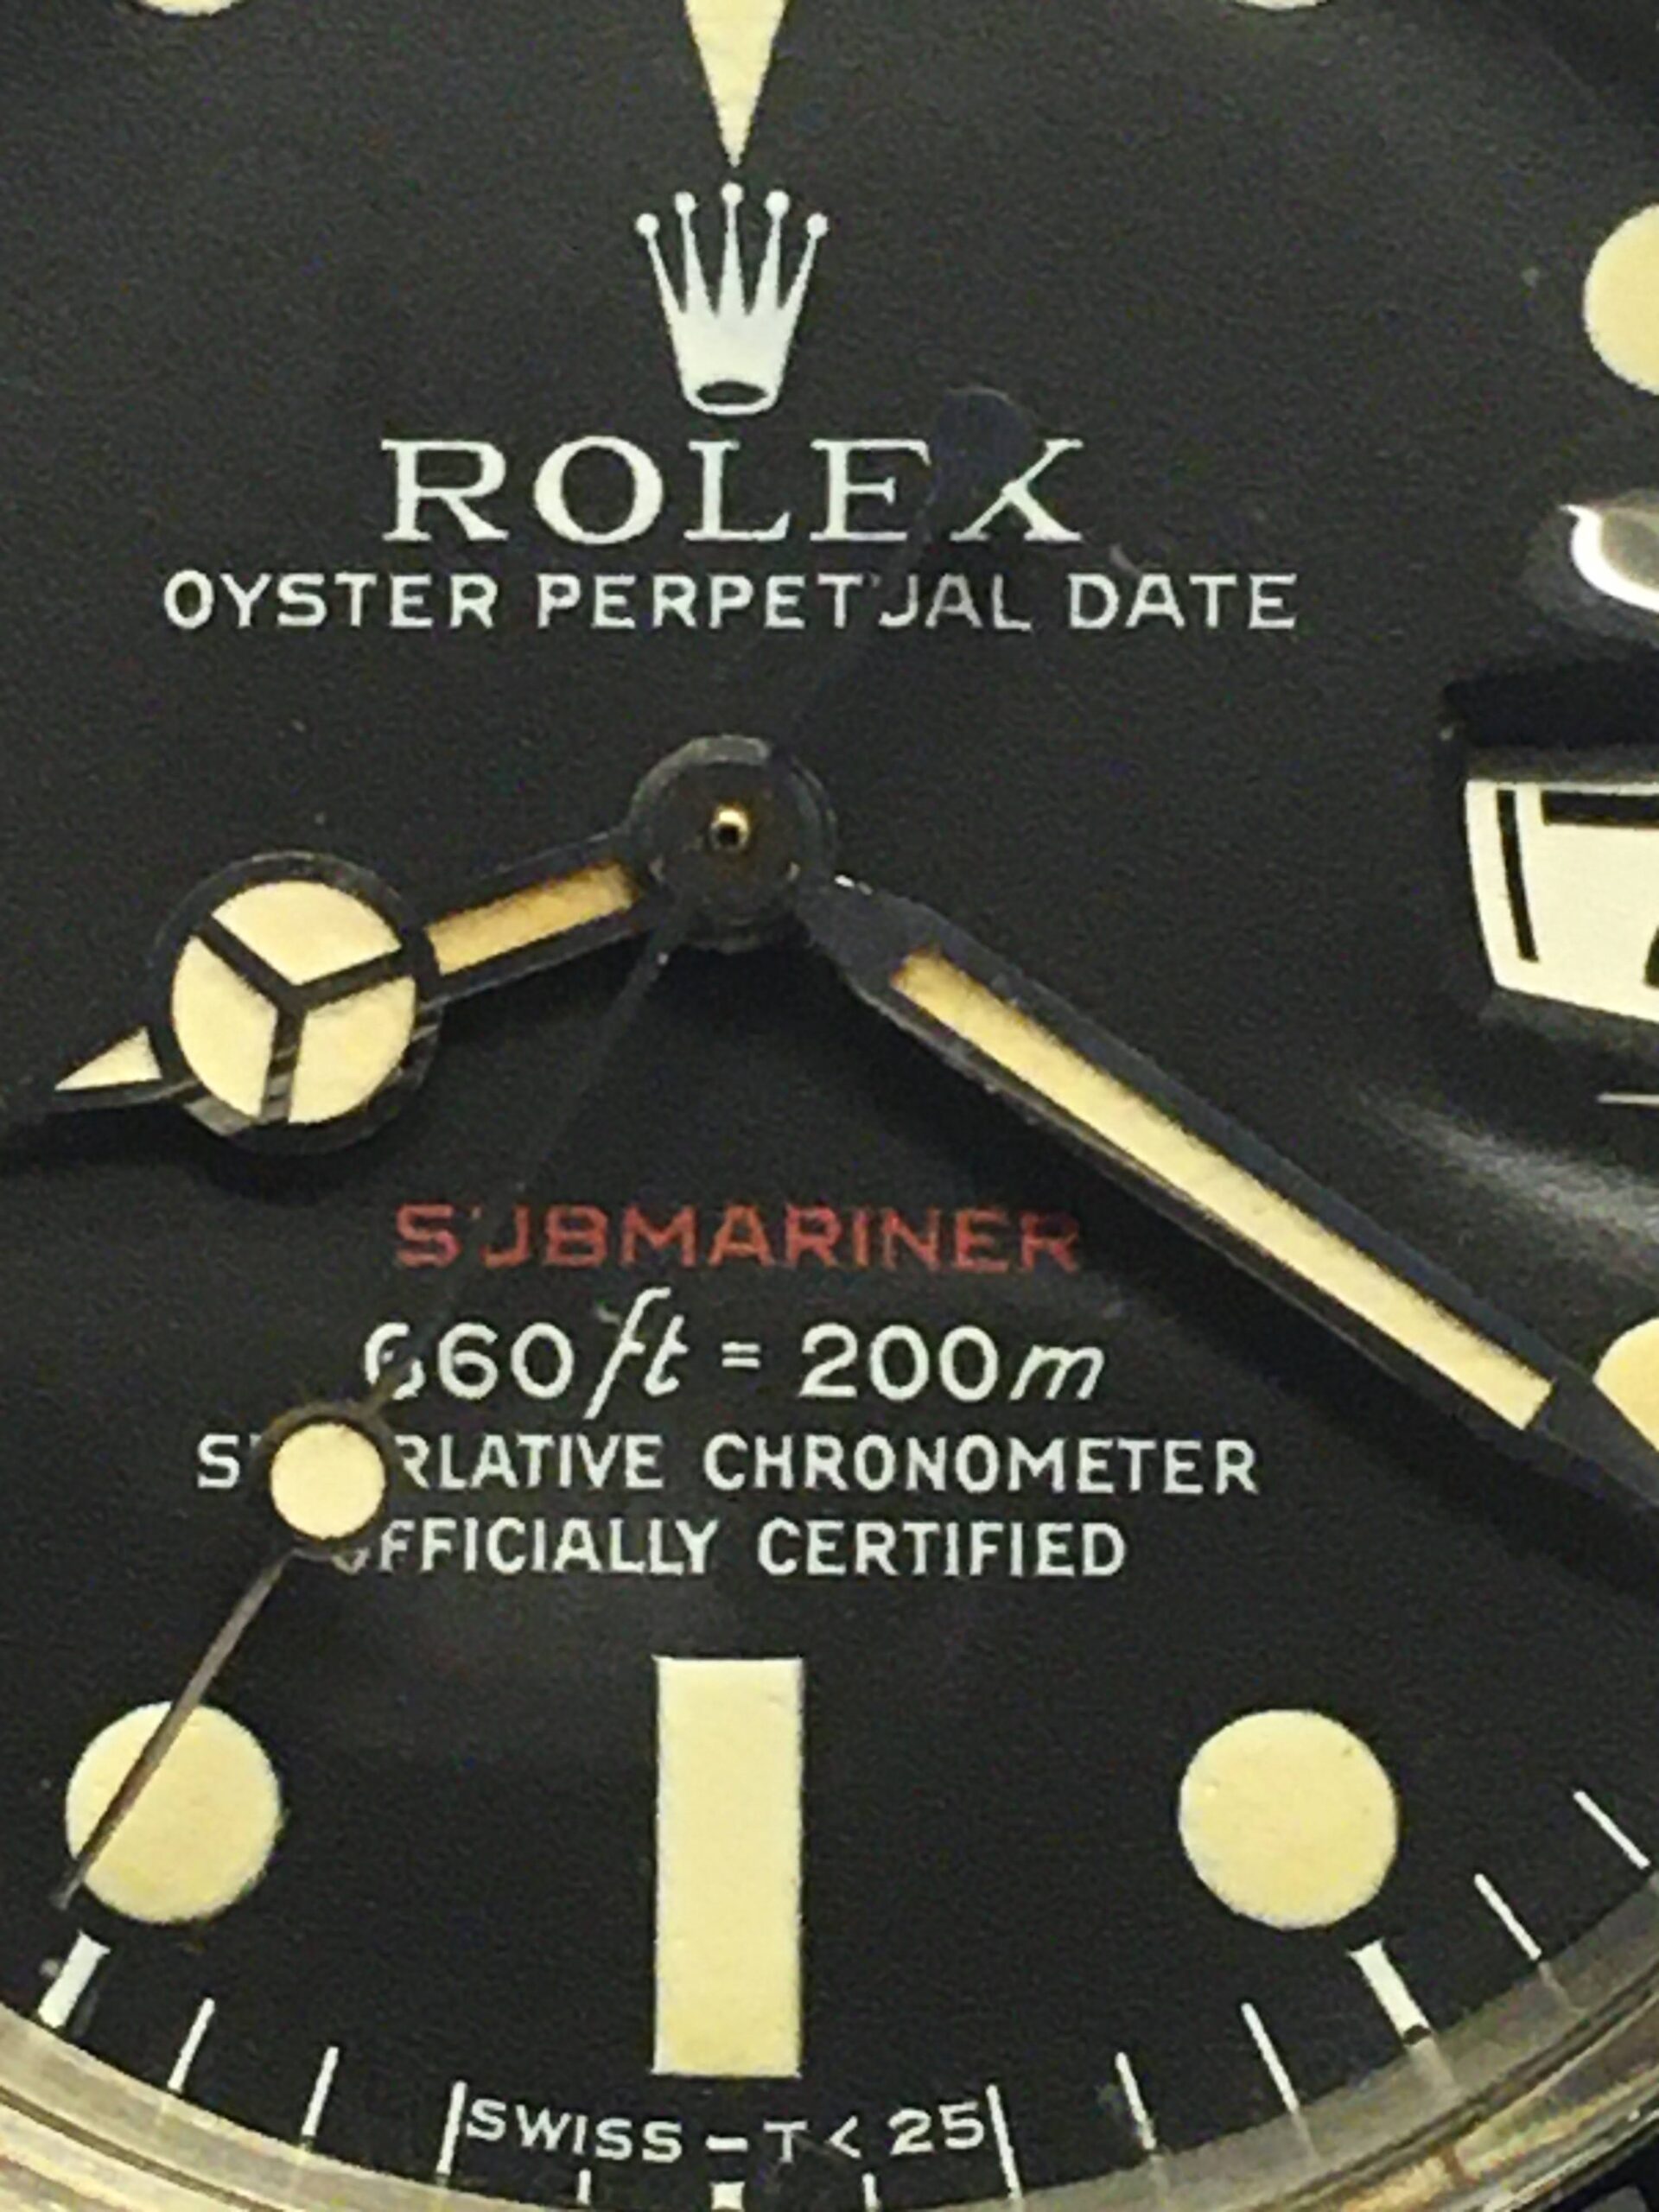 ROLEX
OYSTER PERPETUAL DATE
SUBMARINER
660ft = 200m
SUPERLATIVE CHRONOMETER
OFFICIALLY CERTIFIED
SWISS – T < 25